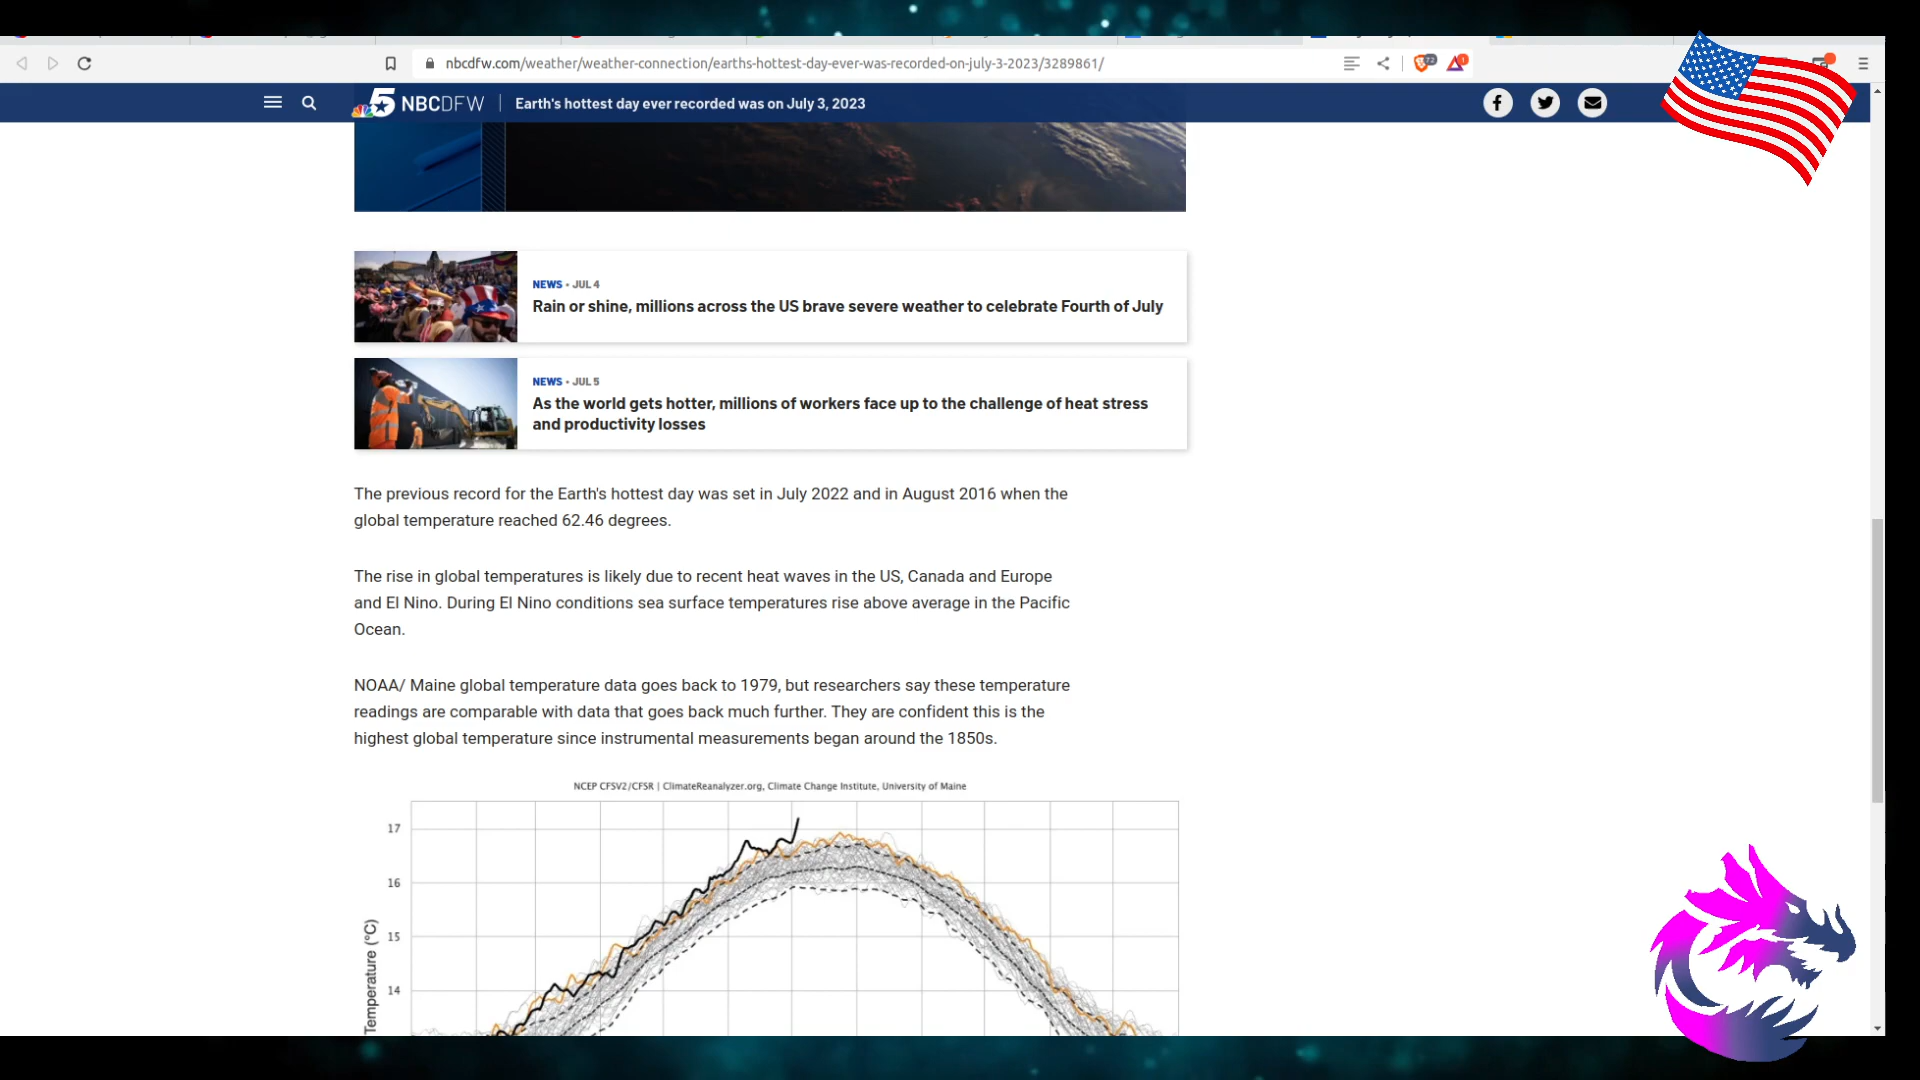 nbcdfw.com/weather/weather-connection/earths-hottest-day-ever-was-recorded-on-july-3-2023/3289861/
72
1
5 NBCDFW | Earth's hottest day ever recorded was on July 3, 2023
NEWS • JUL 4
Rain or shine, millions across the US brave severe weather to celebrate Fourth of July
NEWS • JUL 5
As the world gets hotter, millions of workers face up to the challenge of heat stress
and productivity losses
The previous record for the Earth's hottest day was set in July 2022 and in August 2016 when the
global temperature reached 62.46 degrees.
The rise in global temperatures is likely due to recent heat waves in the US, Canada and Europe
and El Nino. During El Nino conditions sea surface temperatures rise above average in the Pacific
Ocean.
NOAA/ Maine global temperature data goes back to 1979, but researchers say these temperature
readings are comparable with data that goes back much further. They are confident this is the
highest global temperature since instrumental measurements began around the 1850s.
NCEP CFSV2/CFSR | ClimateReanalyzer.org, Climate Change Institute, University of Maine
17
16
15
14
Temperature (°C)